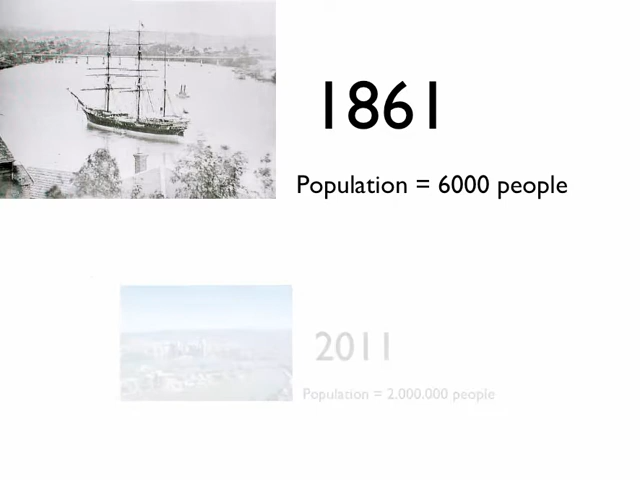 1861
Population = 6000 people
2011
Population = 2,000,000 people